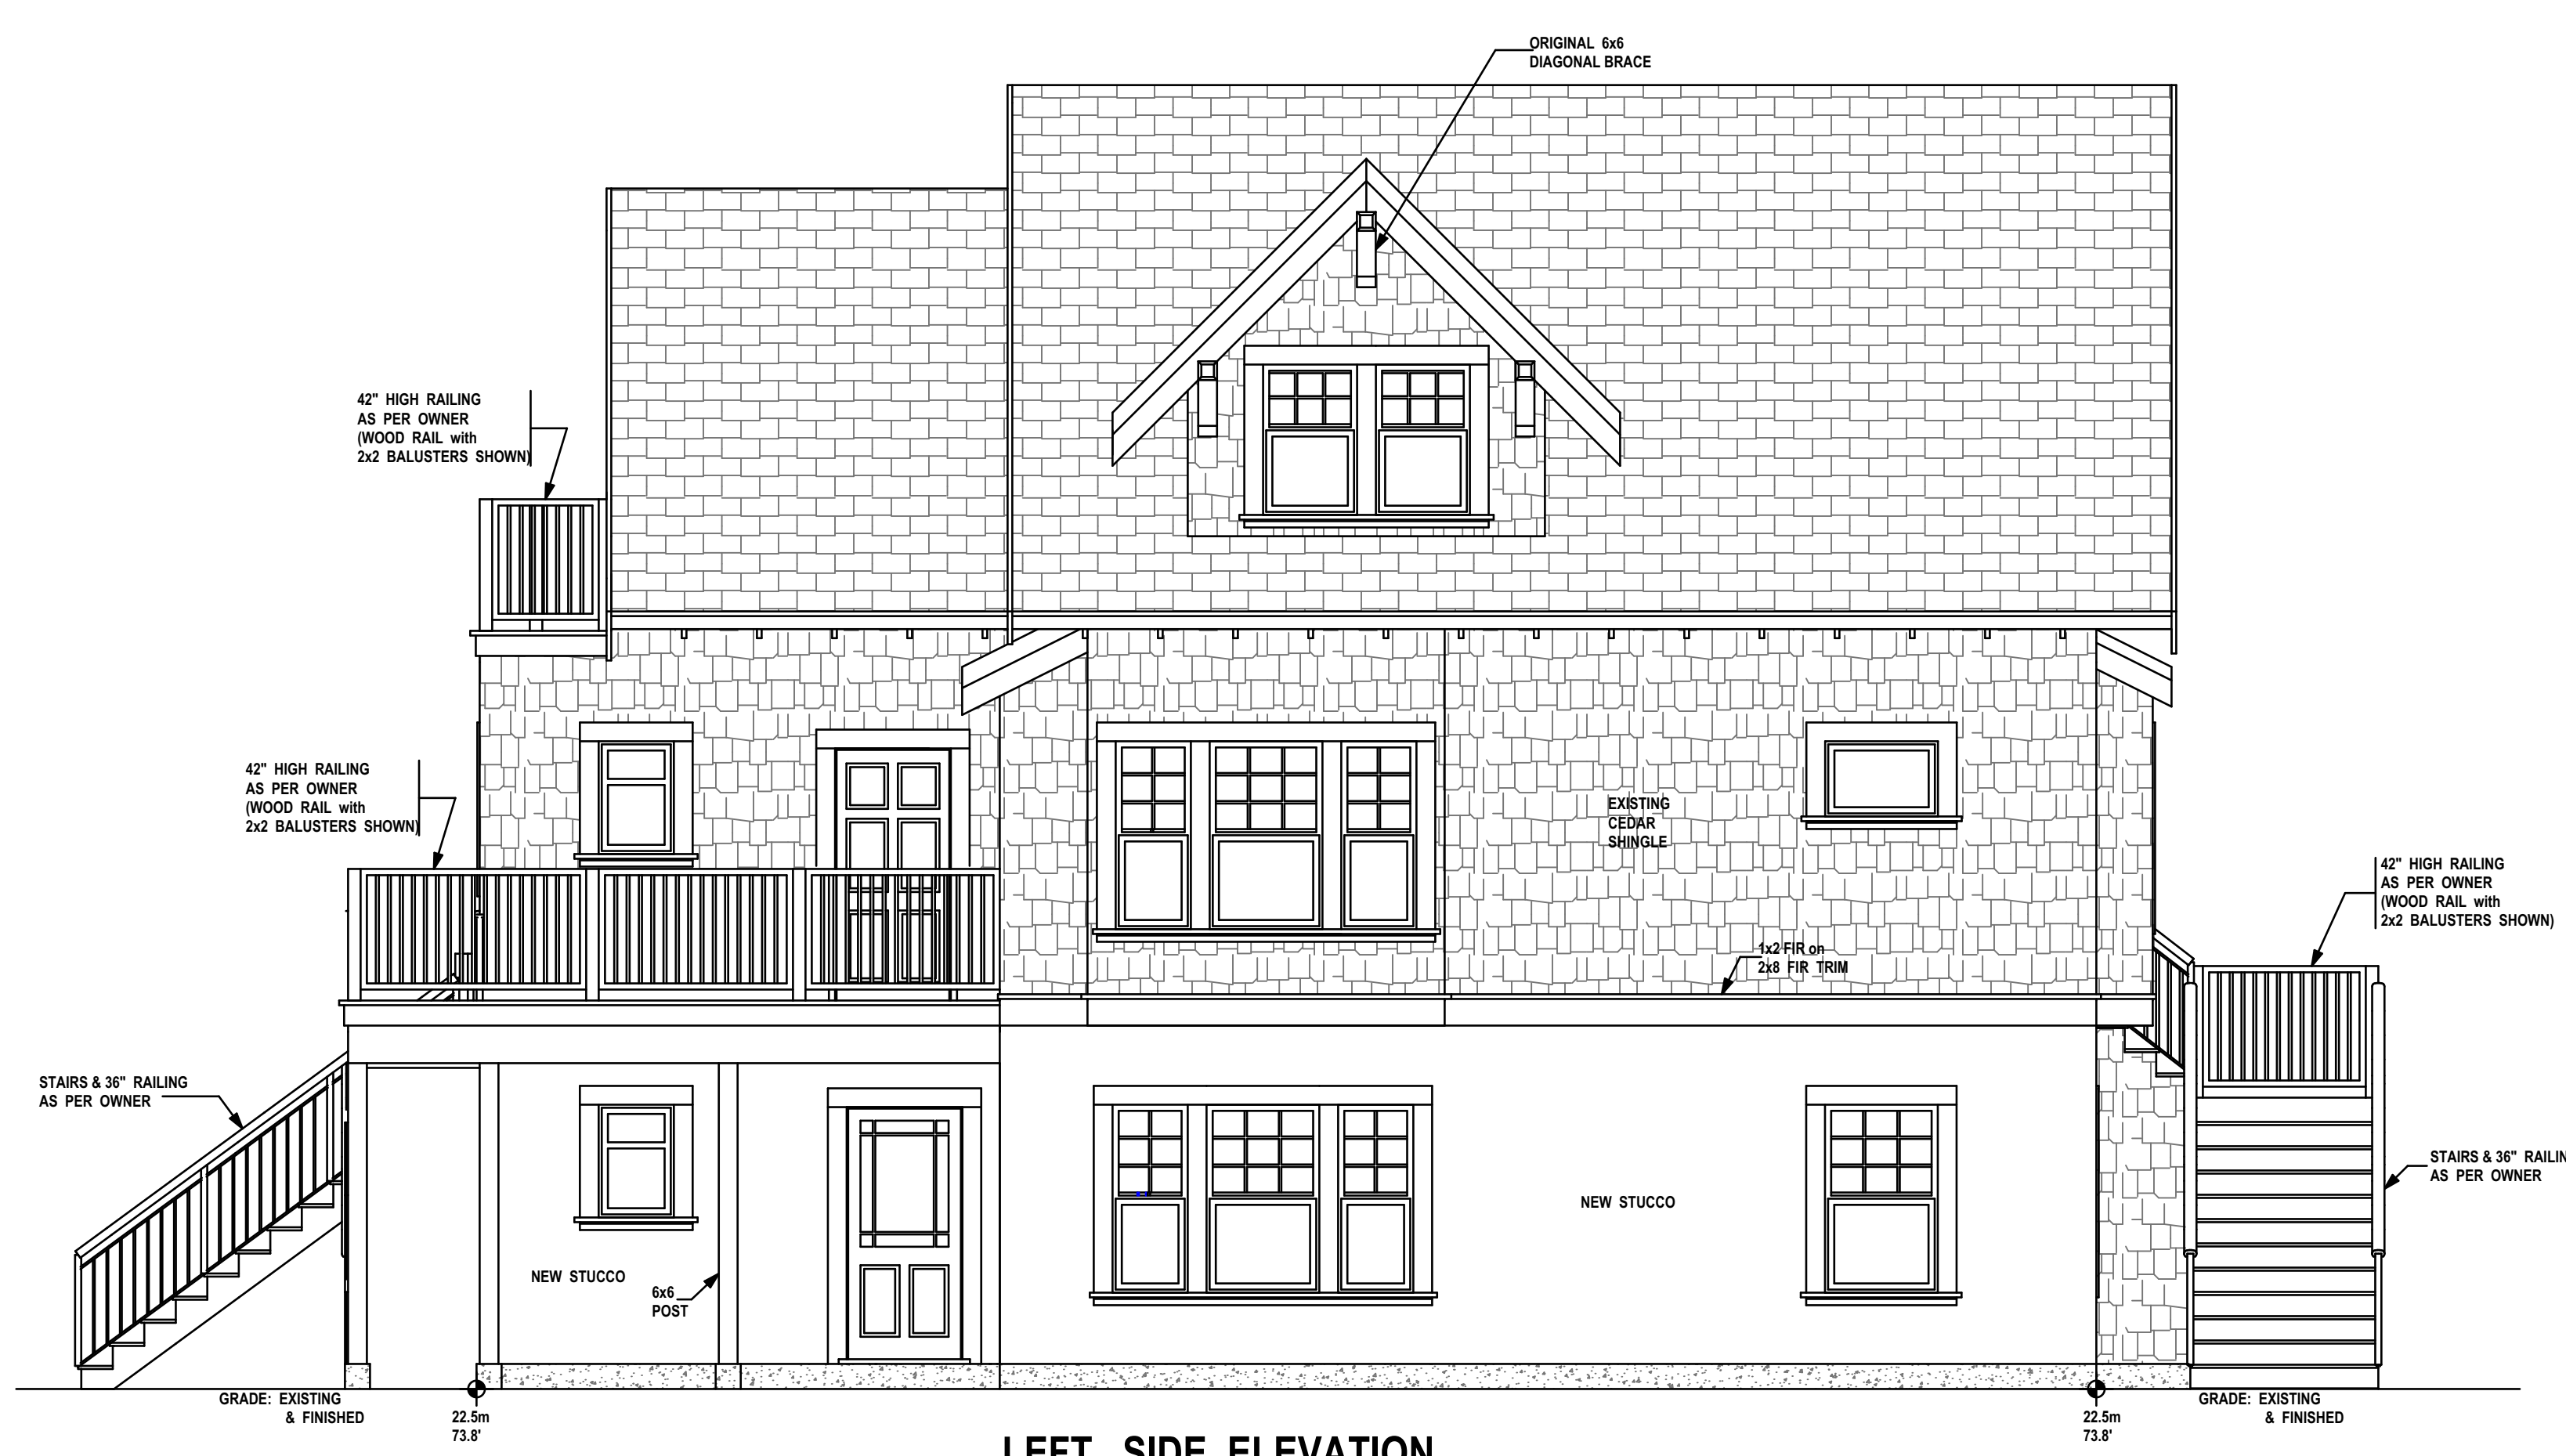 ORIGINAL 6x6
DIAGONAL BRACE
42" HIGH RAILING
AS PER OWNER
(WOOD RAIL with
2x2 BALUSTERS SHOWN)
42" HIGH RAILING
AS PER OWNER
(WOOD RAIL with
2x2 BALUSTERS SHOWN)
EXISTING
CEDAR
SHINGLE
42" HIGH RAILING
AS PER OWNER
(WOOD RAIL with
2x2 BALUSTERS SHOWN)
1x2 FIR on
2x8 FIR TRIM
STAIRS & 36" RAILING
AS PER OWNER
STAIRS & 36" RAILIN
AS PER OWNER
NEW STUCCO
NEW STUCCO
6x6
POST
GRADE: EXISTING
& FINISHED
22.5m
73.8'
GRADE: EXISTING
& FINISHED
22.5m
73.8'
LEFT SIDE ELEVATION